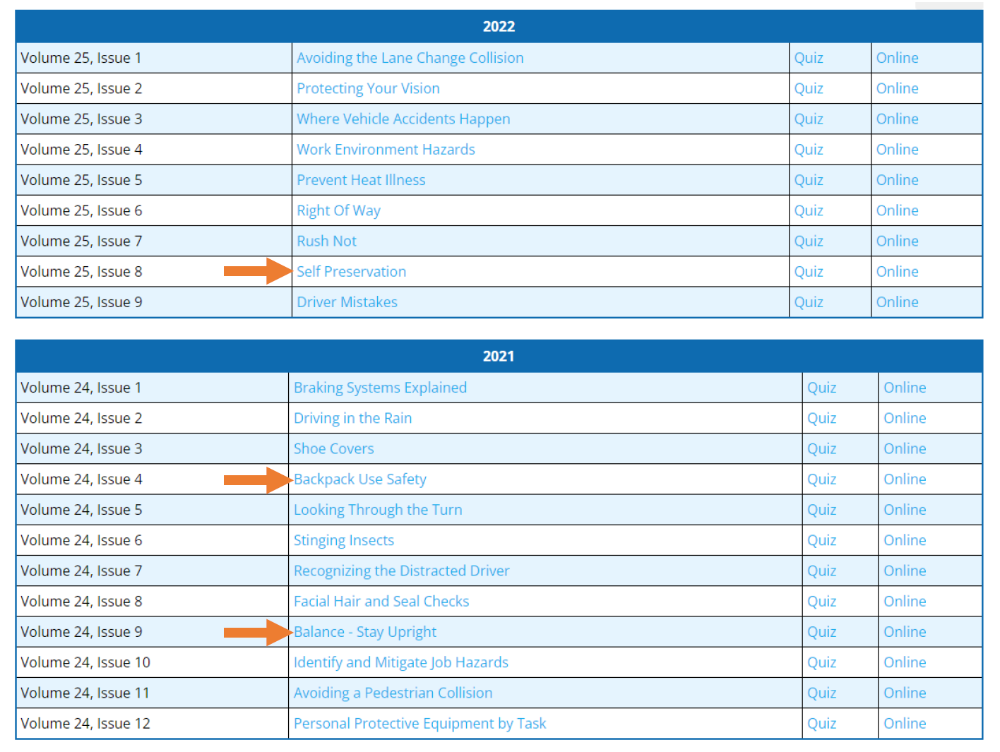 2022
Volume 25, Issue 1 Avoiding the Lane Change Collision Quiz Online
Volume 25, Issue 2 Protecting Your Vision Quiz Online
Volume 25, Issue 3 Where Vehicle Accidents Happen Quiz Online
Volume 25, Issue 4 Work Environment Hazards Quiz Online
Volume 25, Issue 5 Prevent Heat Illness Quiz Online
Volume 25, Issue 6 Right Of Way Quiz Online
Volume 25, Issue 7 Rush Not Quiz Online
Volume 25, Issue 8 Self Preservation Quiz Online
Volume 25, Issue 9 Driver Mistakes Quiz Online
2021
Volume 24, Issue 1 Braking Systems Explained Quiz Online
Volume 24, Issue 2 Driving in the Rain Quiz Online
Volume 24, Issue 3 Shoe Covers Quiz Online
Volume 24, Issue 4 Backpack Use Safety Quiz Online
Volume 24, Issue 5 Looking Through the Turn Quiz Online
Volume 24, Issue 6 Stinging Insects Quiz Online
Volume 24, Issue 7 Recognizing the Distracted Driver Quiz Online
Volume 24, Issue 8 Facial Hair and Seal Checks Quiz Online
Volume 24, Issue 9 Balance - Stay Upright Quiz Online
Volume 24, Issue 10 Identify and Mitigate Job Hazards Quiz Online
Volume 24, Issue 11 Avoiding a Pedestrian Collision Quiz Online
Volume 24, Issue 12 Personal Protective Equipment by Task Quiz Online